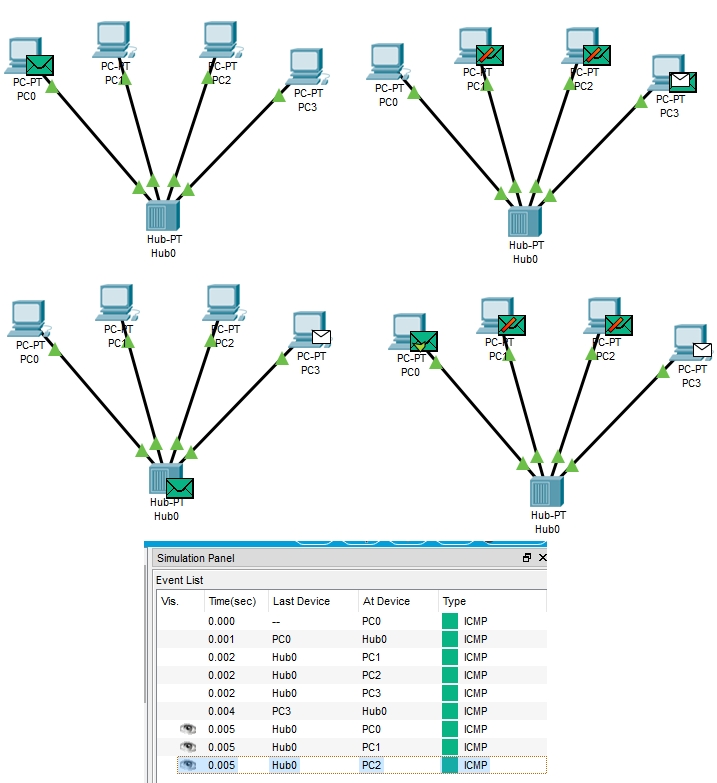 PC-PT
PC0
PC-PT
PC1
PC-PT
PC2
PC-PT
PC3
Hub-PT
Hub0
PC-PT
PC0
PC-PT
PC1
PC-PT
PC2
PC-PT
PC3
Hub-PT
Hub0
PC-PT
PC0
PC-PT
PC1
PC-PT
PC2
PC-PT
PC3
Hub-PT
Hub0
PC-PT
PC0
PC-PT
PC1
PC-PT
PC2
PC-PT
PC3
Hub-PT
Hub0
Simulation Panel
Event List
Vis. Time(sec) Last Device At Device Type
0.000 -- PC0 ICMP
0.001 PC0 Hub0 ICMP
0.002 Hub0 PC1 ICMP
0.002 Hub0 PC2 ICMP
0.002 Hub0 PC3 ICMP
0.004 PC3 Hub0 ICMP
0.005 Hub0 PC0 ICMP
0.005 Hub0 PC1 ICMP
0.005 Hub0 PC2 ICMP